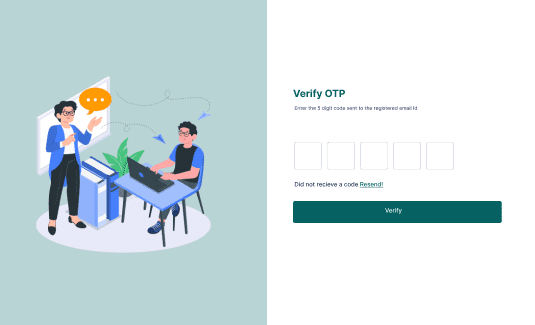 Verify OTP
Enter the 5 digit code sent to the registered email Id
Did not recieve a code Resend!
Verify